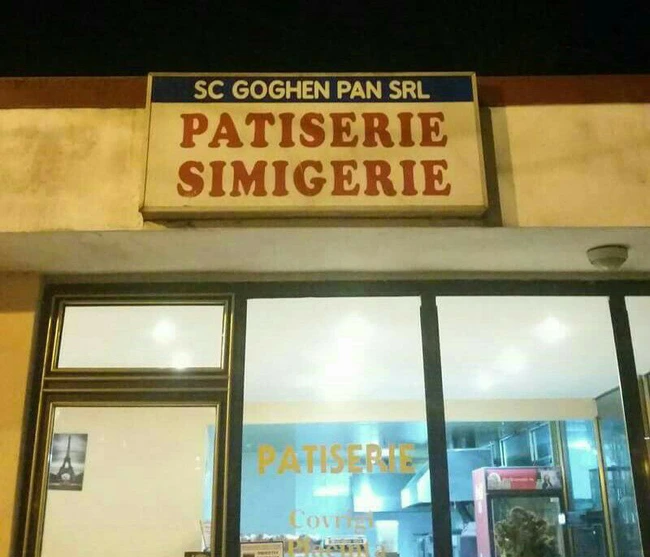 SC GOGHEN PAN SRL
PATISERIE
SIMIGERIE
PATISERIE
Covrigi